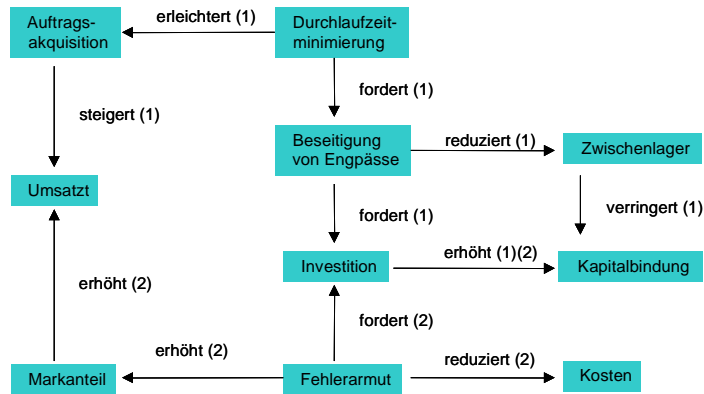 Auftrags-
akquisition
erleichtert (1)
Durchlaufzeit-
minimierung
steigert (1)
fordert (1)
Beseitigung
von Engpässe
reduziert (1)
Zwischenlager
Umsatzt
fordert (1)
verringert (1)
Investition
erhöht (1)(2)
Kapitalbindung
erhöht (2)
fordert (2)
Markanteil
erhöht (2)
Fehlerarmut
reduziert (2)
Kosten